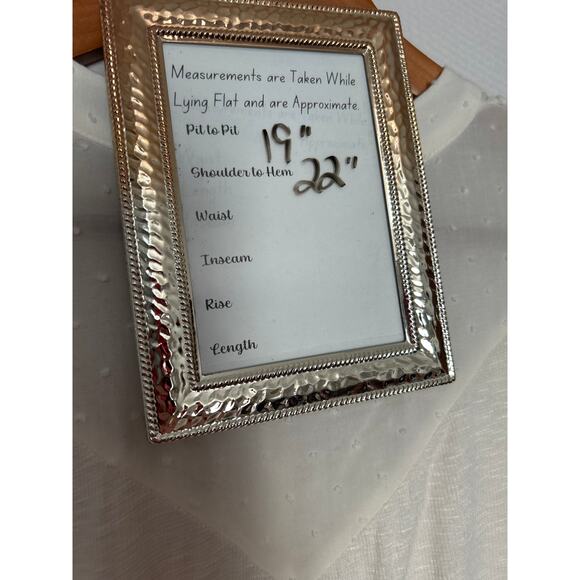 Measurements are Taken While
Lying Flat and are Approximate.
Pit to Pit 19"
Shoulder to Hem 22"
Waist
Inseam
Rise
Length